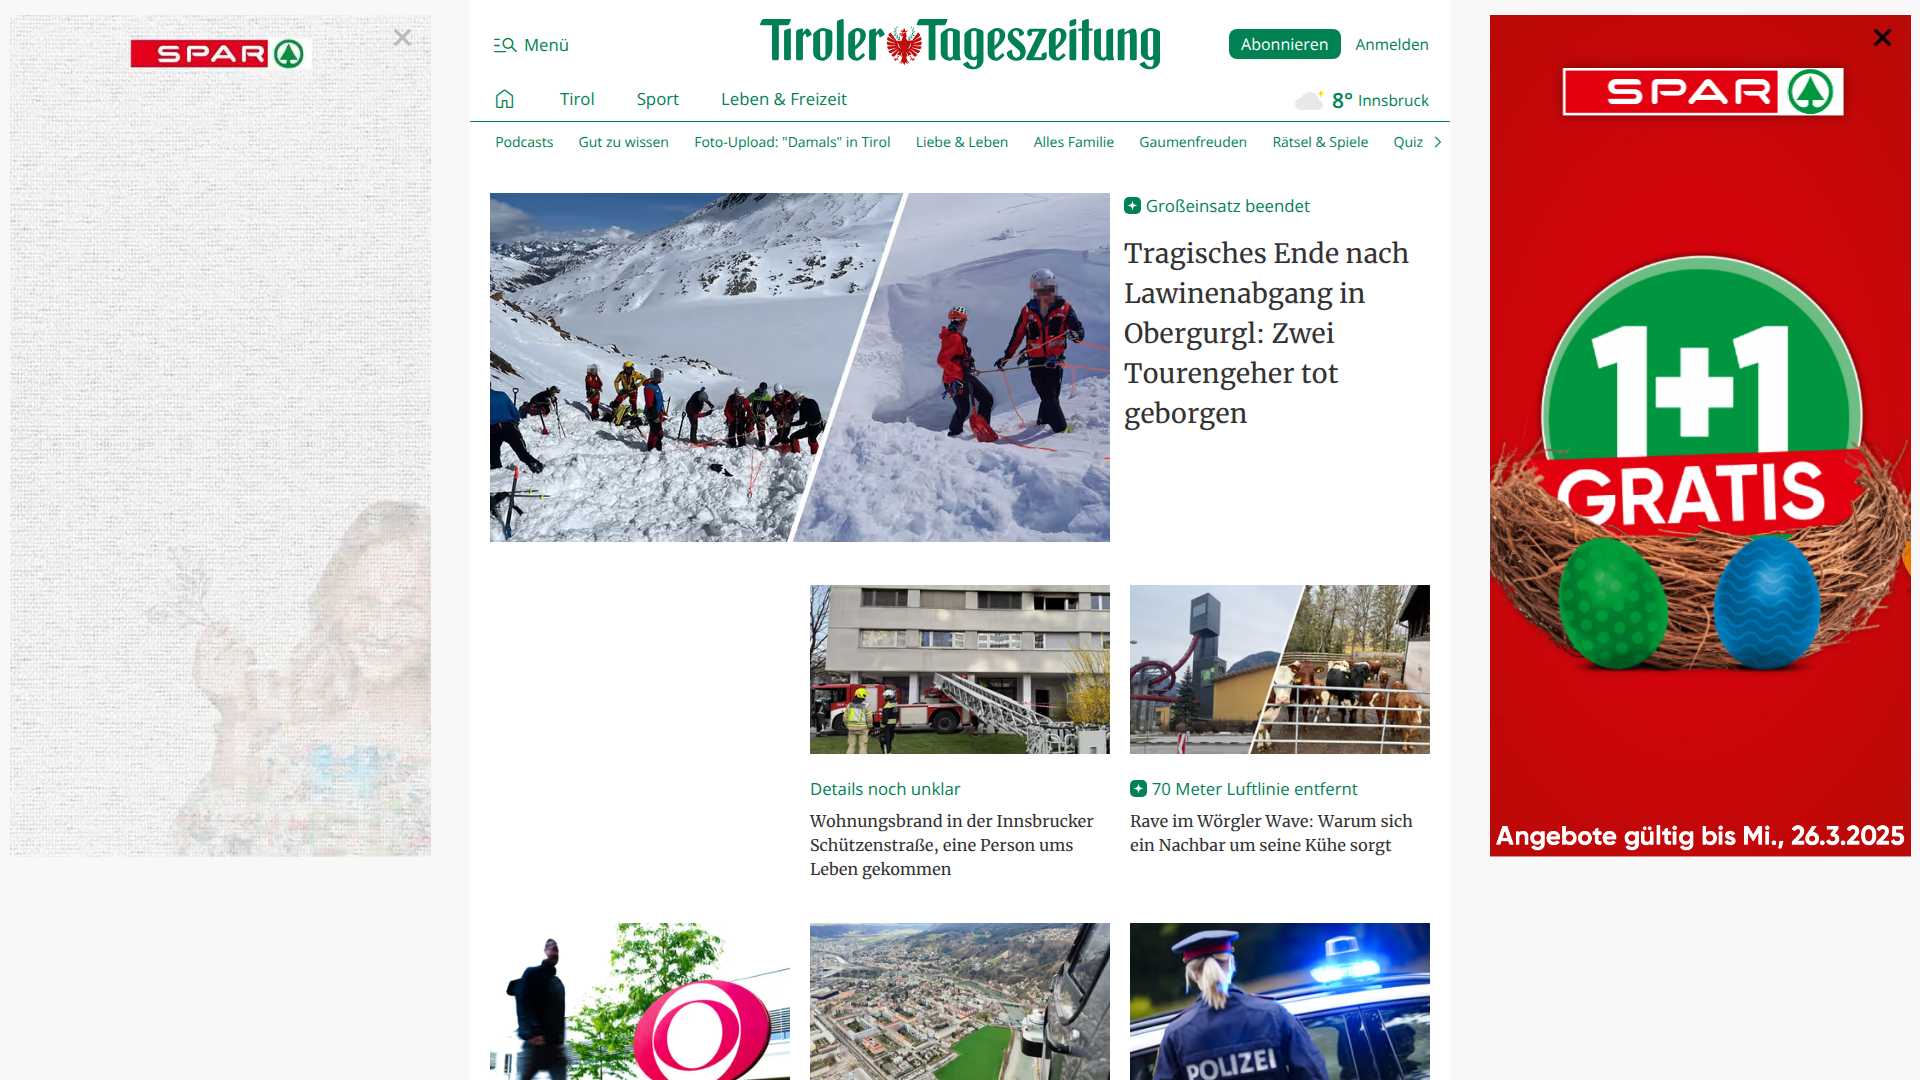 SPAR
Menü
Tiroler Tageszeitung
Abonnieren
Anmelden
Tirol
Sport
Leben & Freizeit
8° Innsbruck
Podcasts
Gut zu wissen
Foto-Upload: "Damals" in Tirol
Liebe & Leben
Alles Familie
Gaumenfreuden
Rätsel & Spiele
Quiz
Großeinsatz beendet
Tragisches Ende nach
Lawinenabgang in
Obergurgl: Zwei
Tourengeher tot
geborgen
Details noch unklar
Wohnungsbrand in der Innsbrucker
Schützenstraße, eine Person ums
Leben gekommen
70 Meter Luftlinie entfernt
Rave im Wörgler Wave: Warum sich
ein Nachbar um seine Kühe sorgt
POLIZEI
SPAR
1+1
GRATIS
Angebote gültig bis Mi., 26.3.2025